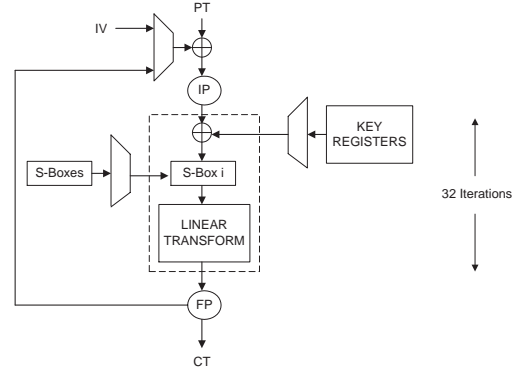 PT
IV
IP
KEY
REGISTERS
S-Boxes
S-Box i
32 Iterations
LINEAR
TRANSFORM
FP
CT